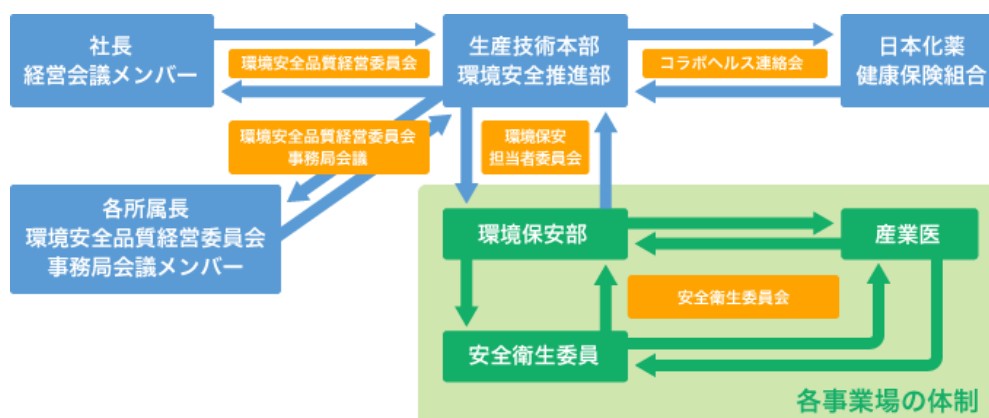 社長
経営会議メンバー
環境安全品質経営委員会
生産技術本部
環境安全推進部
コラボヘルス連絡会
日本化薬
健康保険組合
環境安全品質経営委員会
事務局会議
環境保安
担当者委員会
各所属長
環境安全品質経営委員会
事務局会議メンバー
環境保安部
産業医
安全衛生委員会
安全衛生委員
各事業場の体制